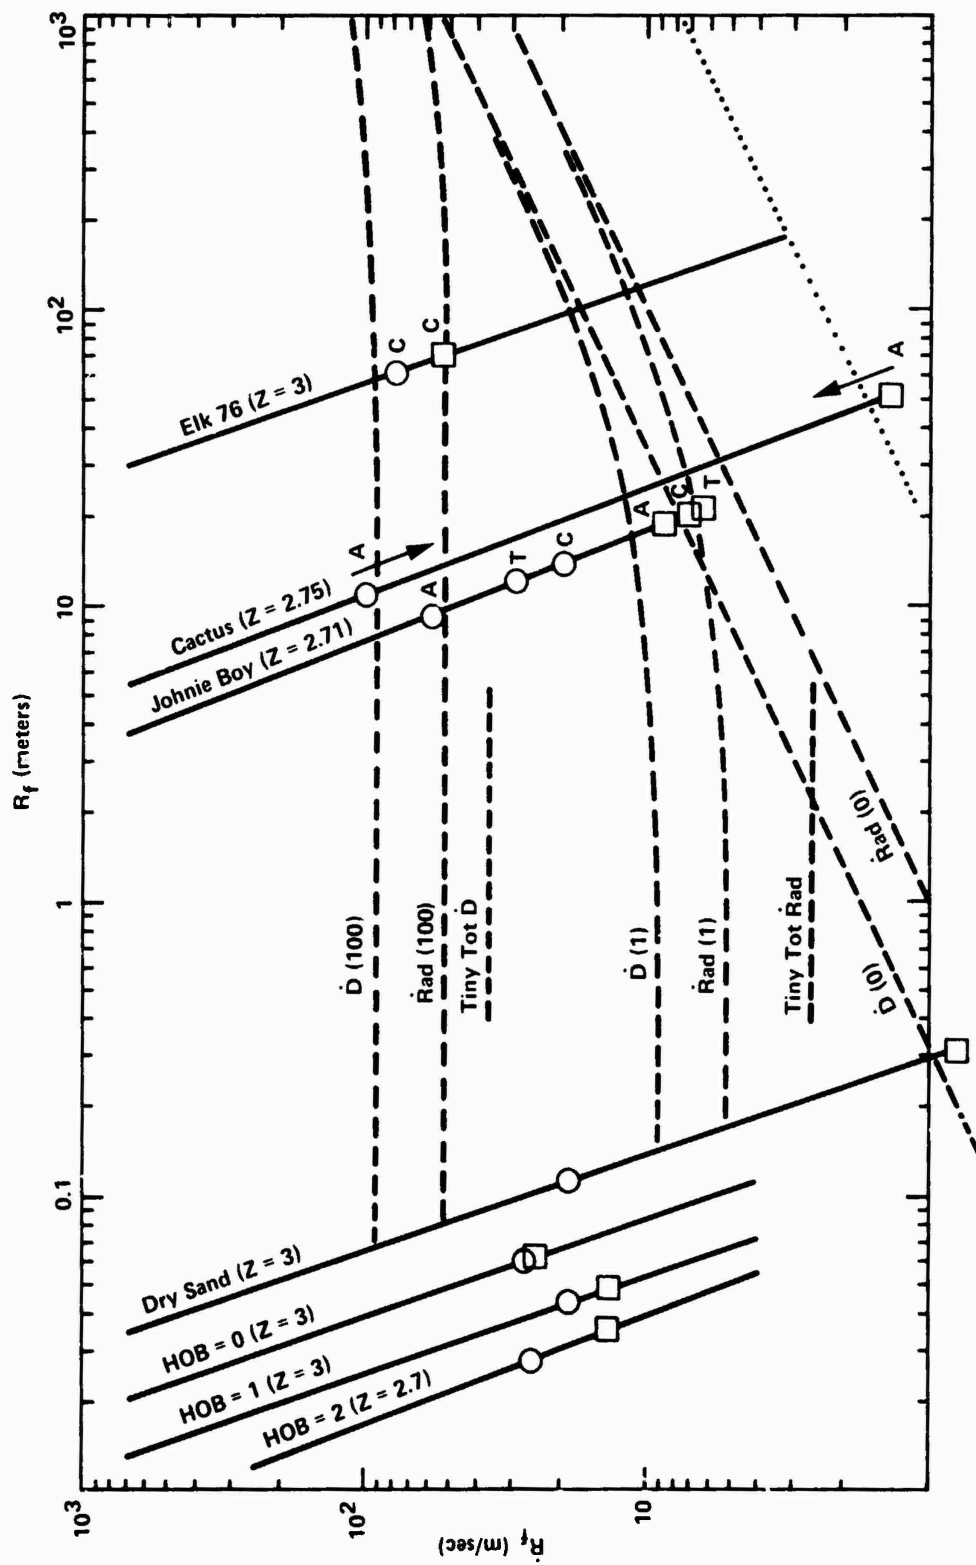 R_f (meters)
0.1
1
10
10²
10³
Ṙ_f (m/sec)
10³
10²
10
Elk 76 (Z = 3)
C
C
Cactus (Z = 2.75)
A
A
Johnie Boy (Z = 2.71)
A
T
C
A
C
T
Dry Sand (Z = 3)
HOB = 0 (Z = 3)
HOB = 1 (Z = 3)
HOB = 2 (Z = 2.7)
Ḋ (100)
Ṙad (100)
Tiny Tot Ḋ
Ḋ (1)
Ṙad (1)
Tiny Tot Ṙad
Ḋ (0)
Ṙad (0)